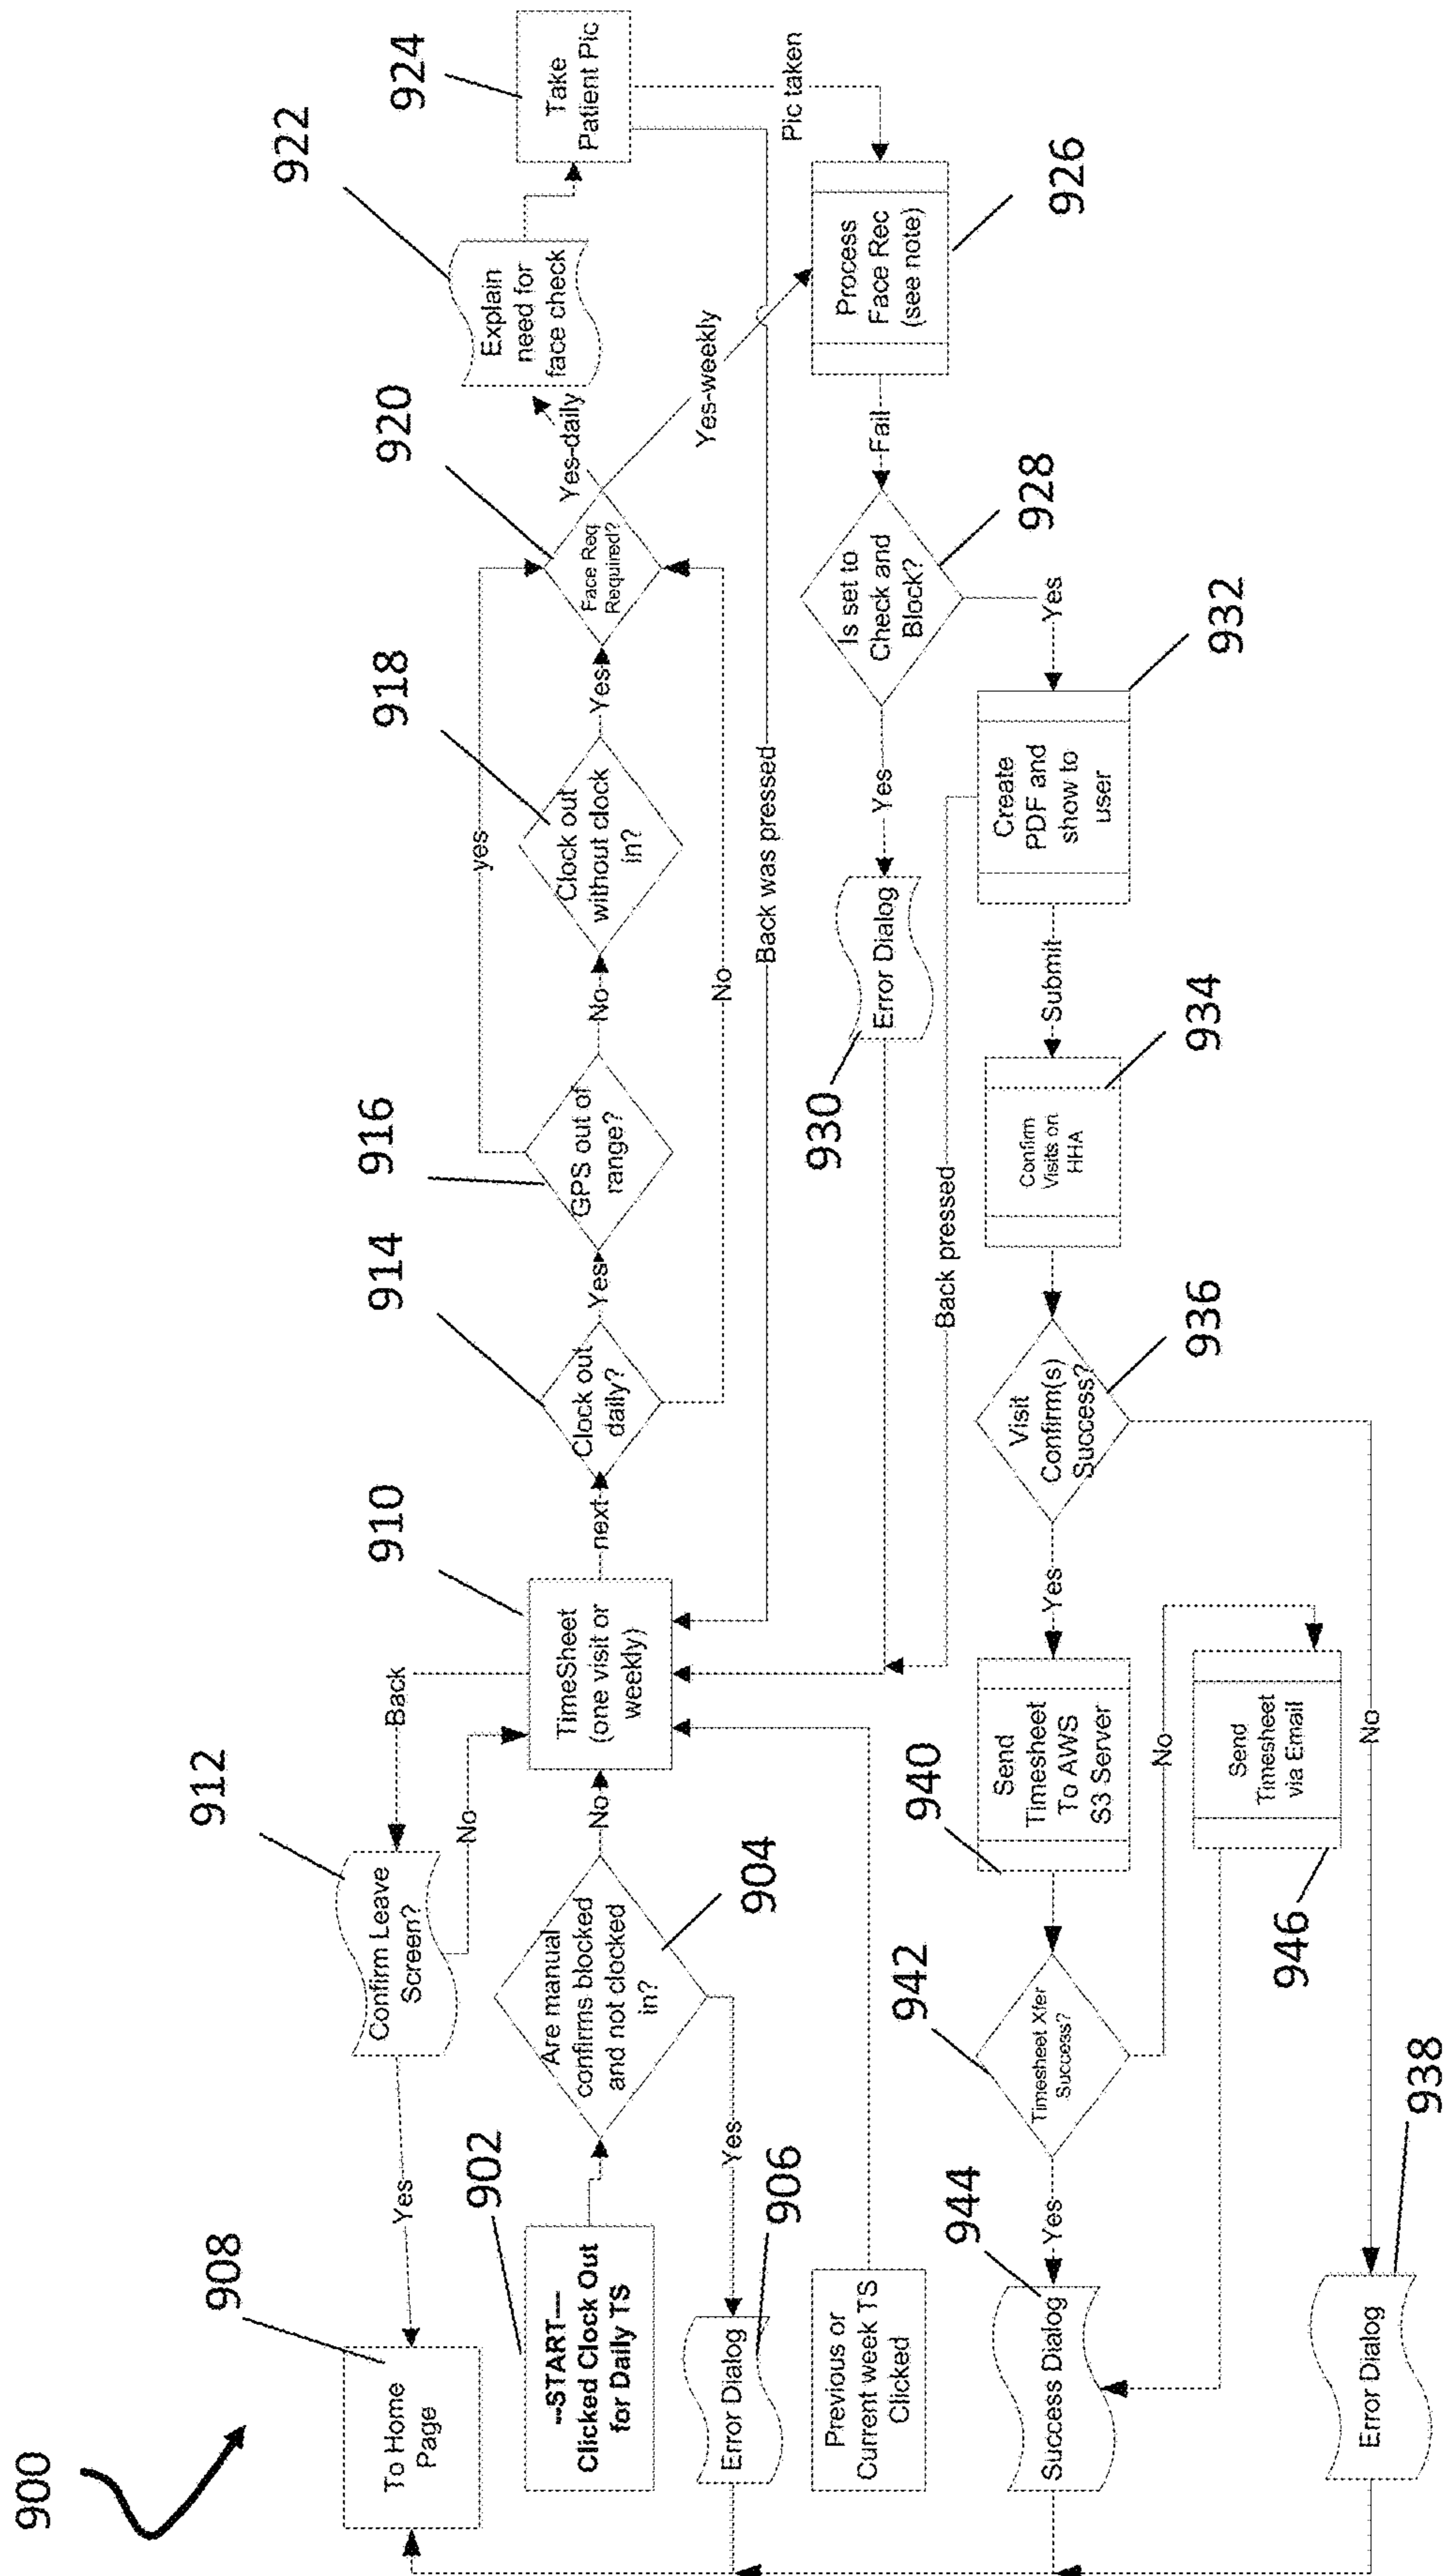 900
908
To Home
Page
Yes
912
Confirm Leave
Screen?
Back
No
902
---START---
Clicked Clock Out
for Daily TS
904
Are manual
confirms blocked
and not clocked
in?
No
Yes
906
Error Dialog
Previous or
Current week TS
Clicked
910
TimeSheet
(one visit or
weekly)
next
914
Clock out
daily?
Yes
No
916
GPS out of
range?
yes
No
918
Clock out
without clock
in?
Yes
920
Face Req
Required?
Yes-daily
Yes-weekly
922
Explain
need for
face check
924
Take
Patient Pic
Back was pressed
Pic taken
926
Process
Face Rec
(see note)
Fail
928
Is set to
Check and
Block?
Yes
Yes
930
Error Dialog
932
Create
PDF and
show to
user
Back pressed
Submit
934
Confirm
Visits on
HHA
936
Visit
Confirm(s)
Success?
Yes
No
940
Send
Timesheet
To AWS
S3 Server
942
Timesheet Xfer
Success?
Yes
No
944
Success Dialog
946
Send
Timesheet
via Email
938
Error Dialog